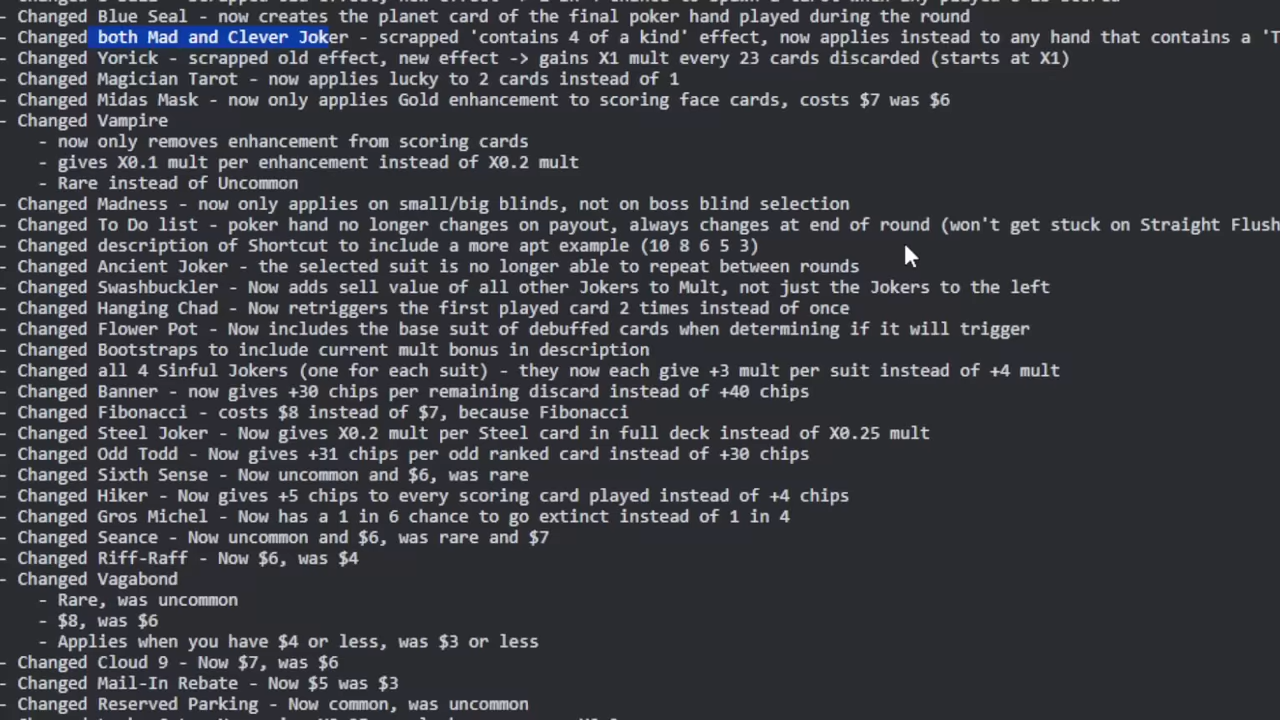 - Changed Blue Seal - now creates the planet card of the final poker hand played during the round
- Changed both Mad and Clever Joker - scrapped 'contains 4 of a kind' effect, now applies instead to any hand that contains a 'T
- Changed Yorick - scrapped old effect, new effect -> gains X1 mult every 23 cards discarded (starts at X1)
- Changed Magician Tarot - now applies lucky to 2 cards instead of 1
- Changed Midas Mask - now only applies Gold enhancement to scoring face cards, costs $7 was $6
- Changed Vampire
- now only removes enhancement from scoring cards
- gives X0.1 mult per enhancement instead of X0.2 mult
- Rare instead of Uncommon
- Changed Madness - now only applies on small/big blinds, not on boss blind selection
- Changed To Do list - poker hand no longer changes on payout, always changes at end of round (won't get stuck on Straight Flush
- Changed description of Shortcut to include a more apt example (10 8 6 5 3)
- Changed Ancient Joker - the selected suit is no longer able to repeat between rounds
- Changed Swashbuckler - Now adds sell value of all other Jokers to Mult, not just the Jokers to the left
- Changed Hanging Chad - Now retriggers the first played card 2 times instead of once
- Changed Flower Pot - Now includes the base suit of debuffed cards when determining if it will trigger
- Changed Bootstraps to include current mult bonus in description
- Changed all 4 Sinful Jokers (one for each suit) - they now each give +3 mult per suit instead of +4 mult
- Changed Banner - now gives +30 chips per remaining discard instead of +40 chips
- Changed Fibonacci - costs $8 instead of $7, because Fibonacci
- Changed Steel Joker - Now gives X0.2 mult per Steel card in full deck instead of X0.25 mult
- Changed Odd Todd - Now gives +31 chips per odd ranked card instead of +30 chips
- Changed Sixth Sense - Now uncommon and $6, was rare
- Changed Hiker - Now gives +5 chips to every scoring card played instead of +4 chips
- Changed Gros Michel - Now has a 1 in 6 chance to go extinct instead of 1 in 4
- Changed Seance - Now uncommon and $6, was rare and $7
- Changed Riff-Raff - Now $6, was $4
- Changed Vagabond
- Rare, was uncommon
- $8, was $6
- Applies when you have $4 or less, was $3 or less
- Changed Cloud 9 - Now $7, was $6
- Changed Mail-In Rebate - Now $5 was $3
- Changed Reserved Parking - Now common, was uncommon